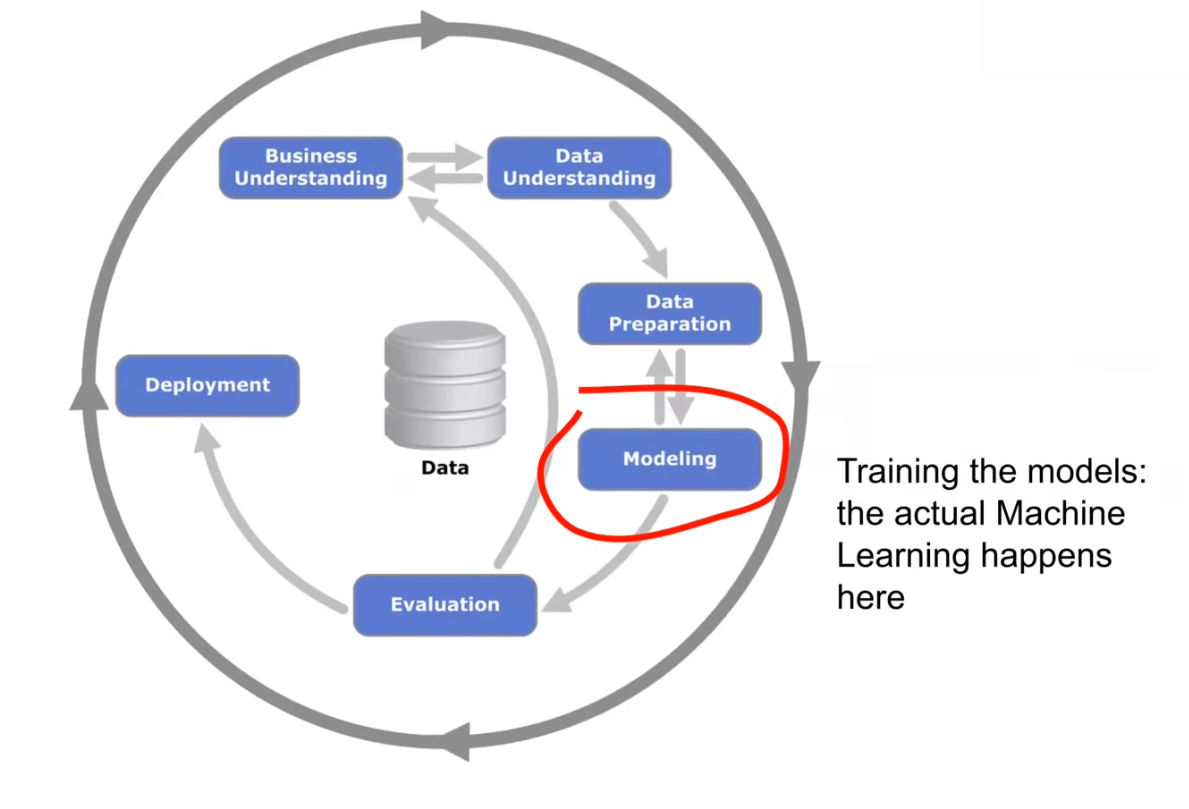 Business
Understanding
Data
Understanding
Data
Preparation
Deployment
Data
Modeling
Training the models:
the actual Machine
Learning happens
here
Evaluation